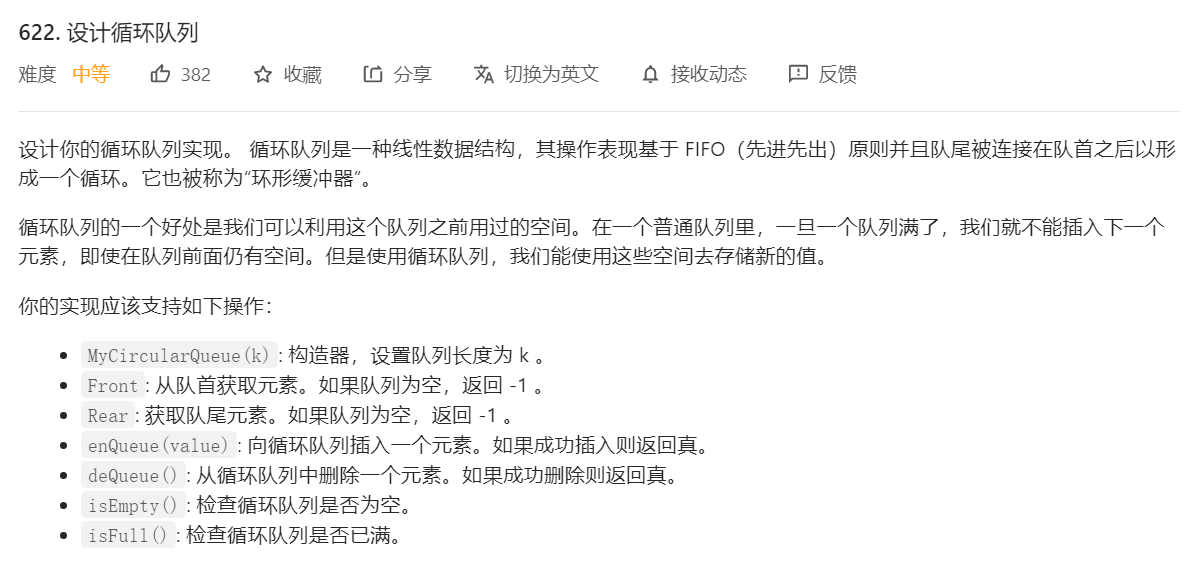 622. 设计循环队列
难度 中等 382 收藏 分享 切换为英文 接收动态 反馈
设计你的循环队列实现。 循环队列是一种线性数据结构，其操作表现基于 FIFO（先进先出）原则并且队尾被连接在队首之后以形
成一个循环。它也被称为“环形缓冲器”。
循环队列的一个好处是我们可以利用这个队列之前用过的空间。在一个普通队列里，一旦一个队列满了，我们就不能插入下一个
元素，即使在队列前面仍有空间。但是使用循环队列，我们能使用这些空间去存储新的值。
你的实现应该支持如下操作：
• MyCircularQueue(k): 构造器，设置队列长度为 k 。
• Front: 从队首获取元素。如果队列为空，返回 -1 。
• Rear: 获取队尾元素。如果队列为空，返回 -1 。
• enQueue(value): 向循环队列插入一个元素。如果成功插入则返回真。
• deQueue(): 从循环队列中删除一个元素。如果成功删除则返回真。
• isEmpty(): 检查循环队列是否为空。
• isFull(): 检查循环队列是否已满。